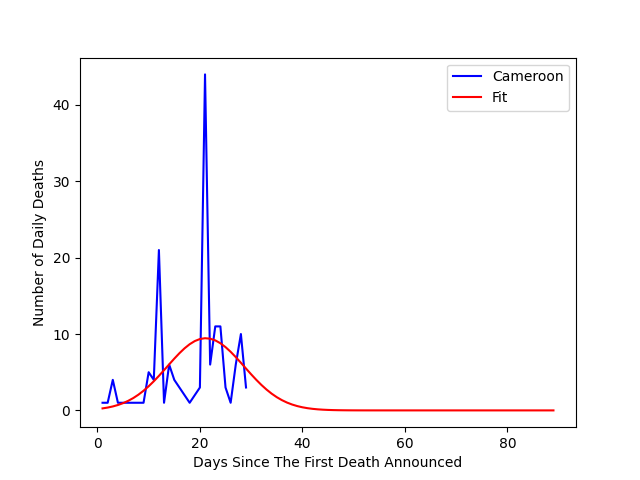 Cameroon
Fit
Number of Daily Deaths
40
30
20
10
0
0 20 40 60 80
Days Since The First Death Announced